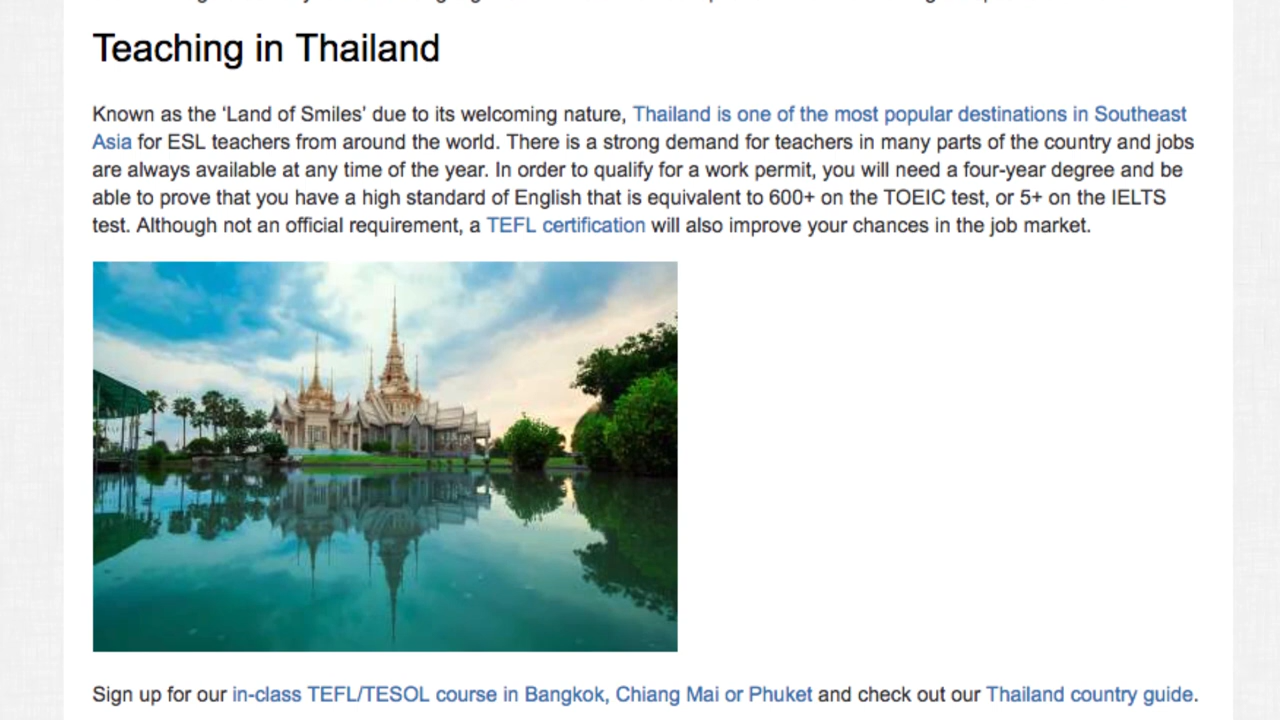 Teaching in Thailand
Known as the ‘Land of Smiles’ due to its welcoming nature, Thailand is one of the most popular destinations in Southeast
Asia for ESL teachers from around the world. There is a strong demand for teachers in many parts of the country and jobs
are always available at any time of the year. In order to qualify for a work permit, you will need a four-year degree and be
able to prove that you have a high standard of English that is equivalent to 600+ on the TOEIC test, or 5+ on the IELTS
test. Although not an official requirement, a TEFL certification will also improve your chances in the job market.
Sign up for our in-class TEFL/TESOL course in Bangkok, Chiang Mai or Phuket and check out our Thailand country guide.